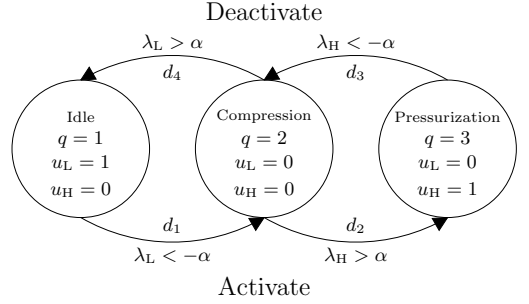 Deactivate
λ_L > α
λ_H < −α
d_4
d_3
Idle
q = 1
u_L = 1
u_H = 0
Compression
q = 2
u_L = 0
u_H = 0
Pressurization
q = 3
u_L = 0
u_H = 1
d_1
d_2
λ_L < −α
λ_H > α
Activate